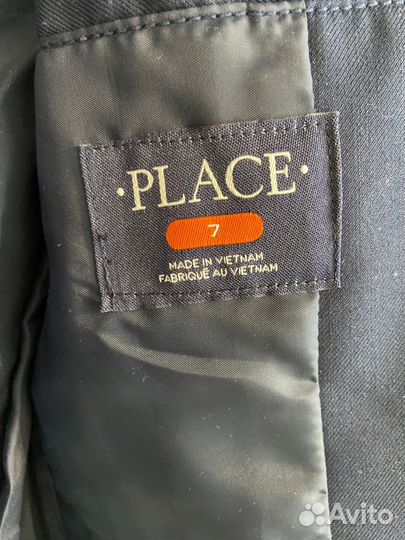 ·PLACE·
7
MADE IN VIETNAM
FABRIQUÉ AU VIETNAM
Avito